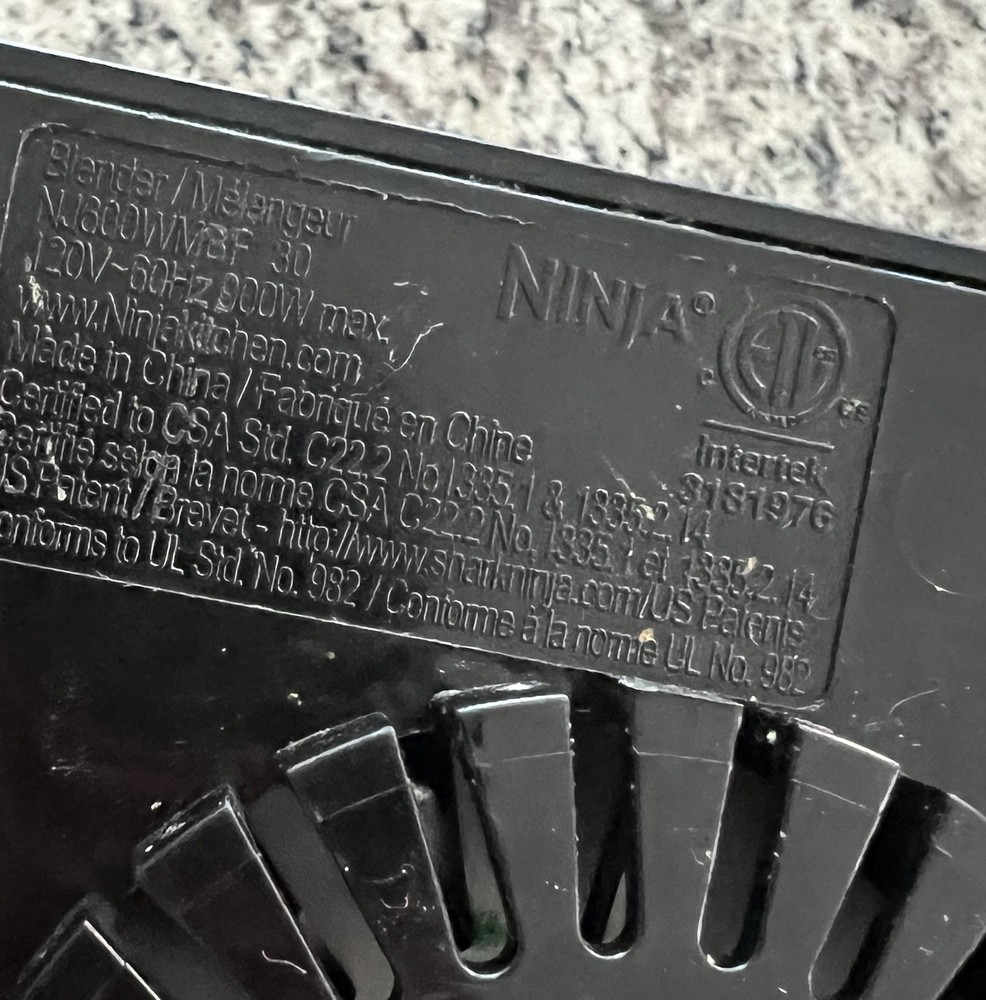 Blender / Mélangeur
NJ600WMBF 30
120V~60Hz 900W max.
www.Ninjakitchen.com
Made in China / Fabriqué en Chine
Certified to CSA Std. C22.2 No.1335.1 & 1335.2.14
Certifié selon la norme CSA C22.2 No. 1335.1 et 1335.2.14
US Patent / Brevet - http://www.sharkninja.com/US Patents
Conforms to UL Std. No. 982 / Conforme à la norme UL No. 982
NINJA®
Intertek
3181976